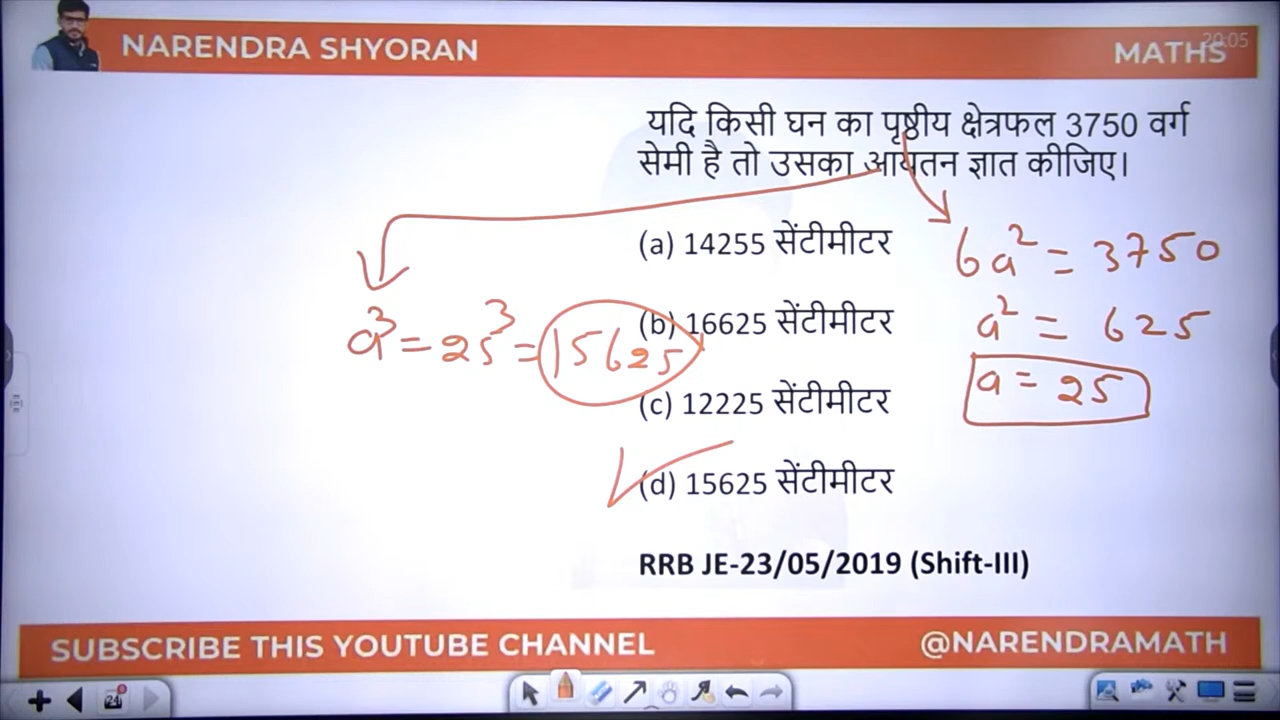 NARENDRA SHYORAN
MATHS
20:05
यदि किसी घन का पृष्ठीय क्षेत्रफल 3750 वर्ग
सेमी है तो उसका आयतन ज्ञात कीजिए।
(a) 14255 सेंटीमीटर
6a² = 3750
(b) 16625 सेंटीमीटर
a² = 625
a³ = 25³ = 15625
(c) 12225 सेंटीमीटर
a = 25
(d) 15625 सेंटीमीटर
RRB JE-23/05/2019 (Shift-III)
SUBSCRIBE THIS YOUTUBE CHANNEL
@NARENDRAMATH
24